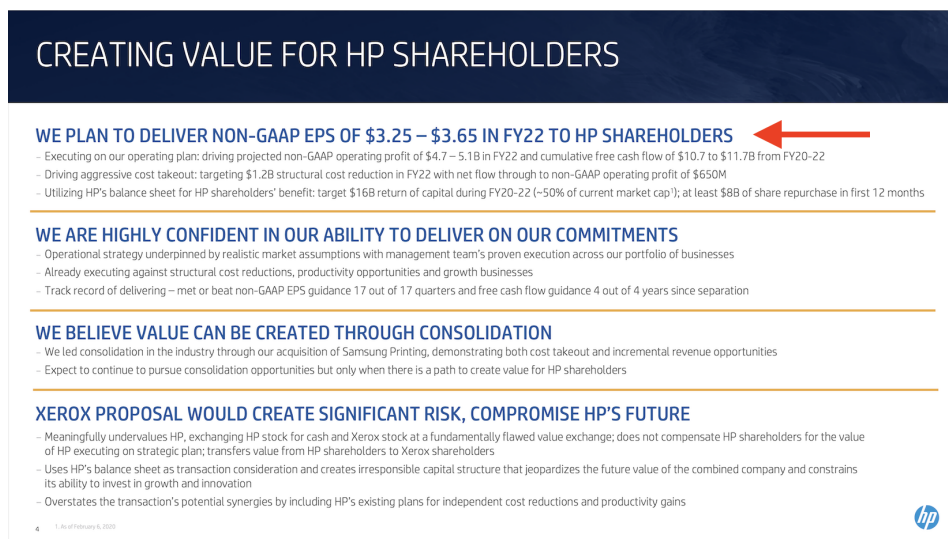 CREATING VALUE FOR HP SHAREHOLDERS
WE PLAN TO DELIVER NON-GAAP EPS OF $3.25 – $3.65 IN FY22 TO HP SHAREHOLDERS
– Executing on our operating plan: driving projected non-GAAP operating profit of $4.7 – 5.1B in FY22 and cumulative free cash flow of $10.7 to $11.7B from FY20-22
– Driving aggressive cost takeout: targeting $1.2B structural cost reduction in FY22 with net flow through to non-GAAP operating profit of $650M
– Utilizing HP's balance sheet for HP shareholders' benefit: target $16B return of capital during FY20-22 (~50% of current market cap¹); at least $8B of share repurchase in first 12 months
WE ARE HIGHLY CONFIDENT IN OUR ABILITY TO DELIVER ON OUR COMMITMENTS
– Operational strategy underpinned by realistic market assumptions with management team's proven execution across our portfolio of businesses
– Already executing against structural cost reductions, productivity opportunities and growth businesses
– Track record of delivering – met or beat non-GAAP EPS guidance 17 out of 17 quarters and free cash flow guidance 4 out of 4 years since separation
WE BELIEVE VALUE CAN BE CREATED THROUGH CONSOLIDATION
– We led consolidation in the industry through our acquisition of Samsung Printing, demonstrating both cost takeout and incremental revenue opportunities
– Expect to continue to pursue consolidation opportunities but only when there is a path to create value for HP shareholders
XEROX PROPOSAL WOULD CREATE SIGNIFICANT RISK, COMPROMISE HP'S FUTURE
– Meaningfully undervalues HP, exchanging HP stock for cash and Xerox stock at a fundamentally flawed value exchange; does not compensate HP shareholders for the value
of HP executing on strategic plan; transfers value from HP shareholders to Xerox shareholders
– Uses HP's balance sheet as transaction consideration and creates irresponsible capital structure that jeopardizes the future value of the combined company and constrains
its ability to invest in growth and innovation
– Overstates the transaction's potential synergies by including HP's existing plans for independent cost reductions and productivity gains
4 1. As of February 6, 2020
hp